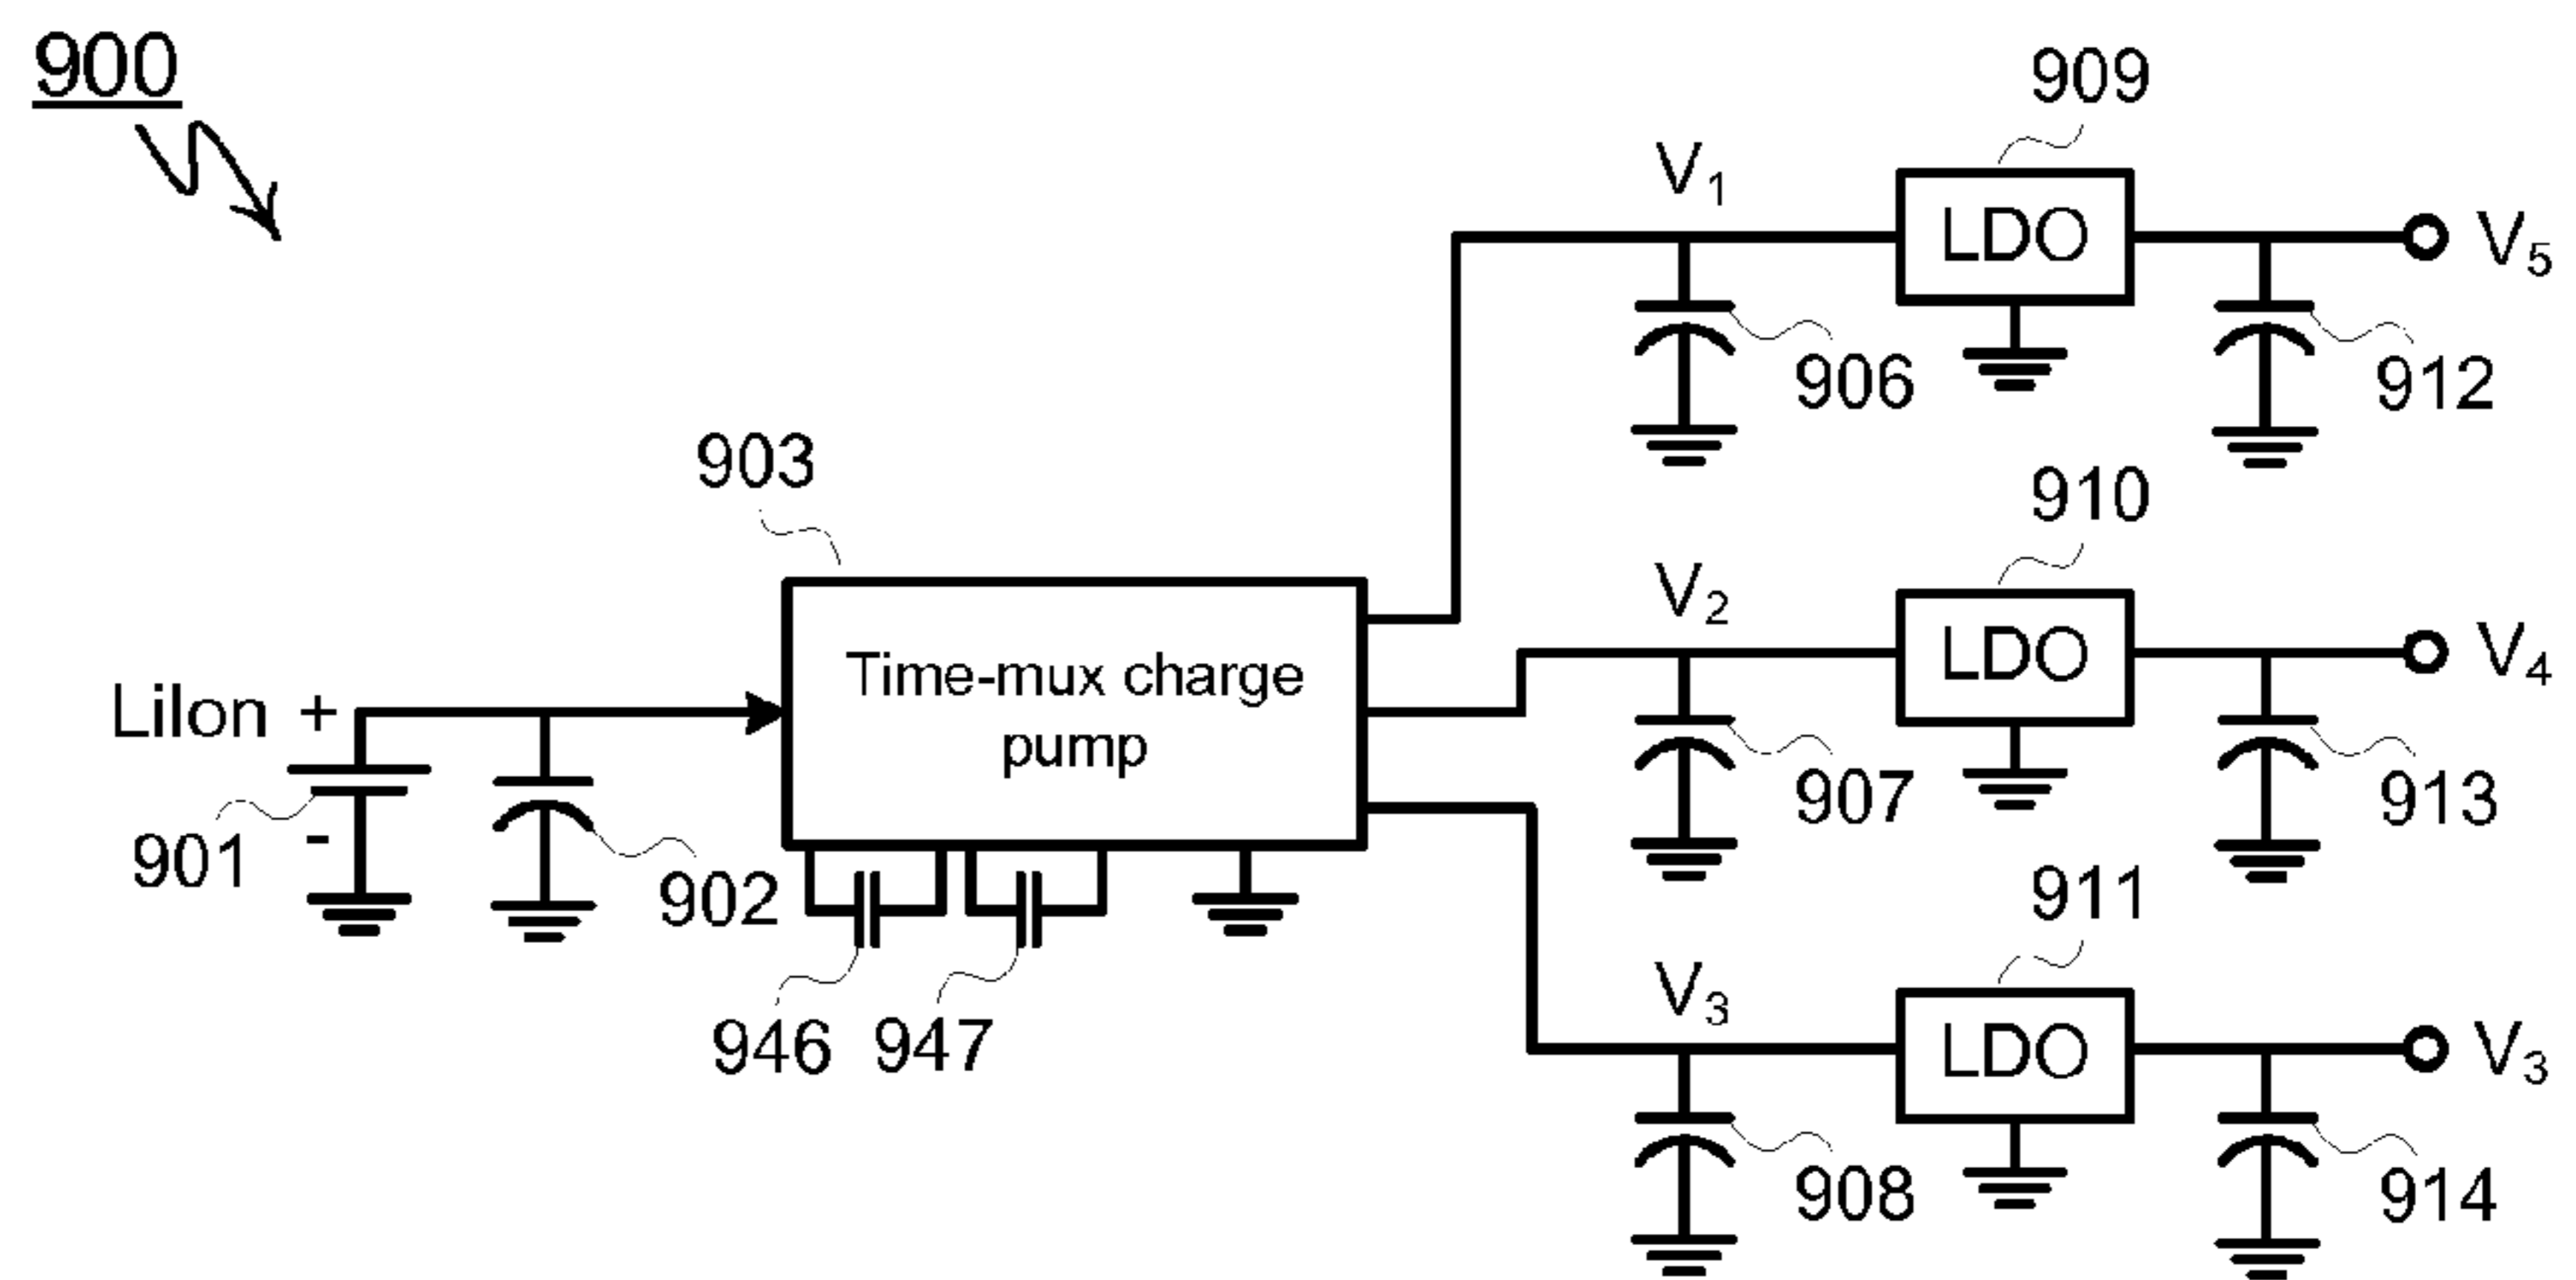 900
909
V1
LDO
V5
906
912
903
910
V2
LDO
V4
Time-mux charge
pump
LiIon +
907
913
901
-
902
911
946
947
V3
LDO
V3
908
914